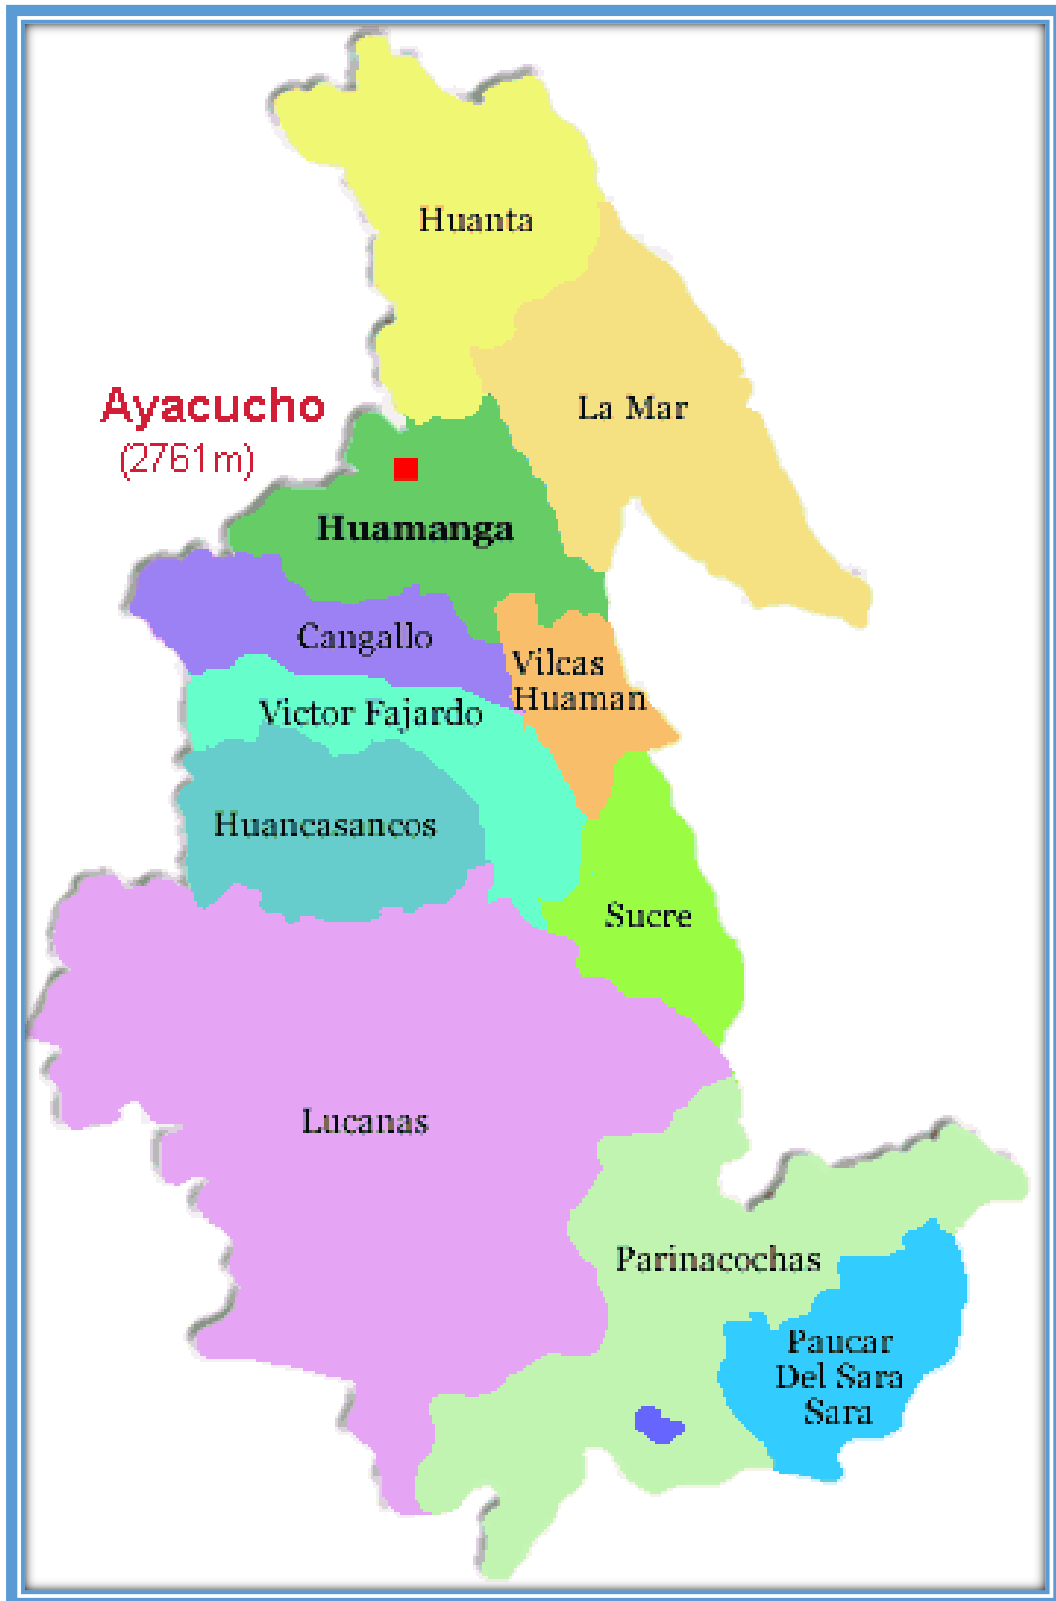 Huanta
La Mar
Ayacucho
(2761m)
Huamanga
Cangallo
Vilcas
Huaman
Victor Fajardo
Huancasancos
Sucre
Lucanas
Parinacochas
Paucar
Del Sara
Sara